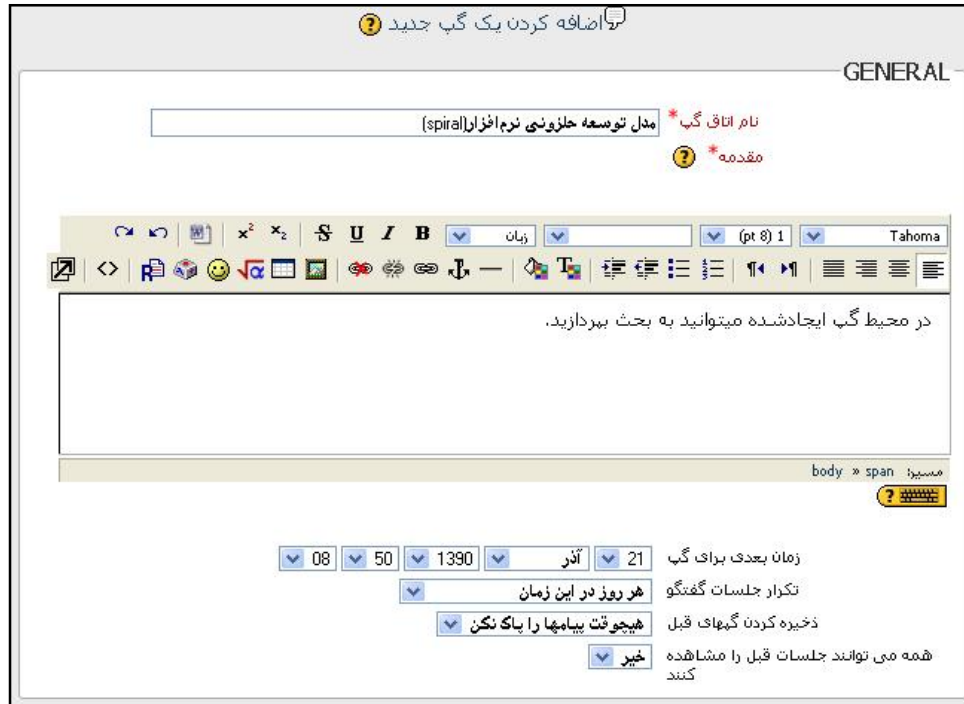 اضافه کردن یک گپ جدید ?
GENERAL
نام اتاق گپ* مدل توسعه حلزونی نرم‌افزار(spiral)
مقدمه* ?
Tahoma 1 (8 pt) زبان B I U S x₂ x²
در محیط گپ ایجادشده میتوانید به بحث بپردازید.
مسیر: body » span
?
زمان بعدی برای گپ 21 آذر 1390 50 08
تکرار جلسات گفتگو هر روز در این زمان
ذخیره کردن گپهای قبل هیچوقت پیامها را پاک نکن
همه می توانند جلسات قبل را مشاهده کنند خیر